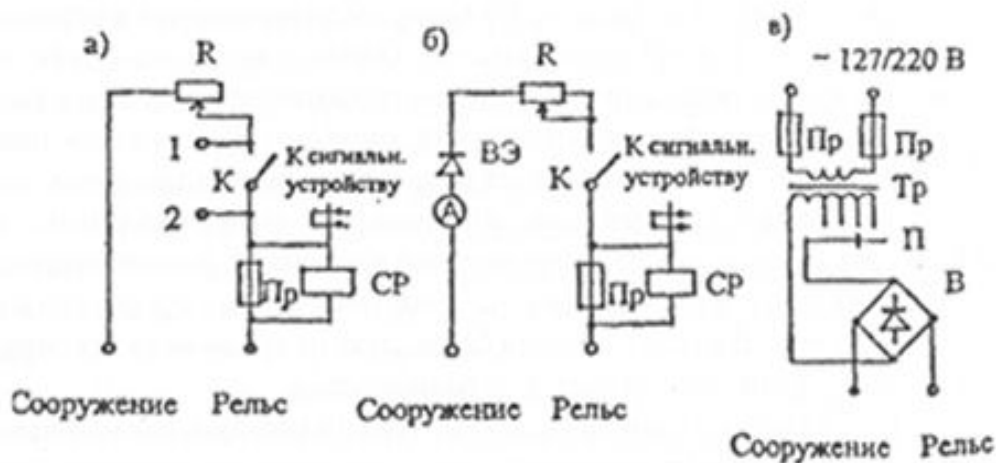 а)
R
1
К
К сигнальн.
устройству
2
Пр
СР
Сооружение Рельс
б)
R
ВЭ
А
К
К сигнальн.
устройству
Пр
СР
Сооружение Рельс
в)
~ 127/220 В
Пр
Пр
Тр
П
В
Сооружение Рельс